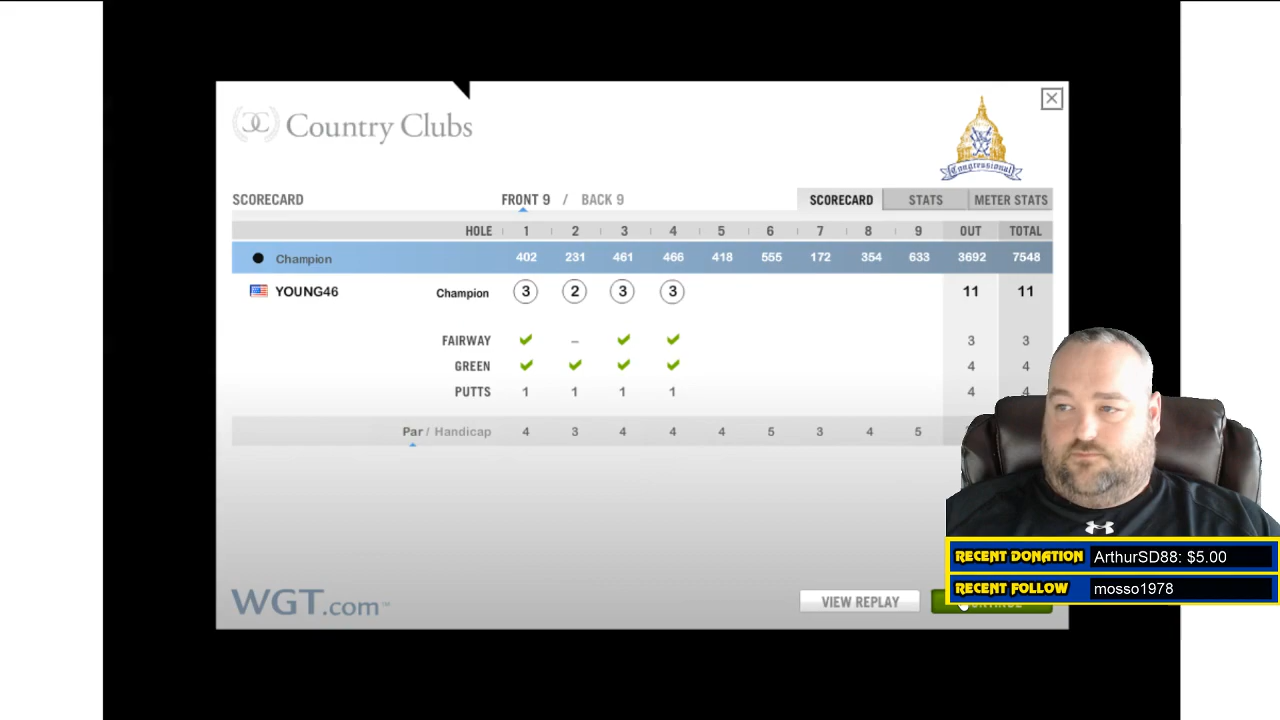 Country Clubs
Congressional
SCORECARD FRONT 9 / BACK 9 SCORECARD STATS METER STATS
HOLE 1 2 3 4 5 6 7 8 9 OUT TOTAL
Champion 402 231 461 466 418 555 172 354 633 3692 7548
YOUNG46 Champion 3 2 3 3 11 11
FAIRWAY – 3 3
GREEN 4 4
PUTTS 1 1 1 1 4 4
Par / Handicap 4 3 4 4 4 5 3 4 5
RECENT DONATION ArthurSD88: $5.00
RECENT FOLLOW mosso1978
WGT.com™ VIEW REPLAY